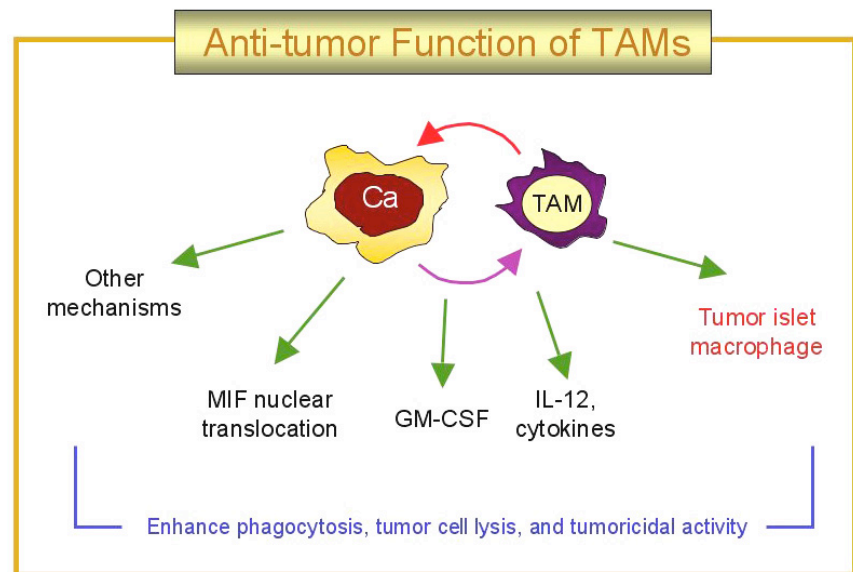 Anti-tumor Function of TAMs
Ca
TAM
Other
mechanisms
MIF nuclear
translocation
GM-CSF
IL-12,
cytokines
Tumor islet
macrophage
Enhance phagocytosis, tumor cell lysis, and tumoricidal activity